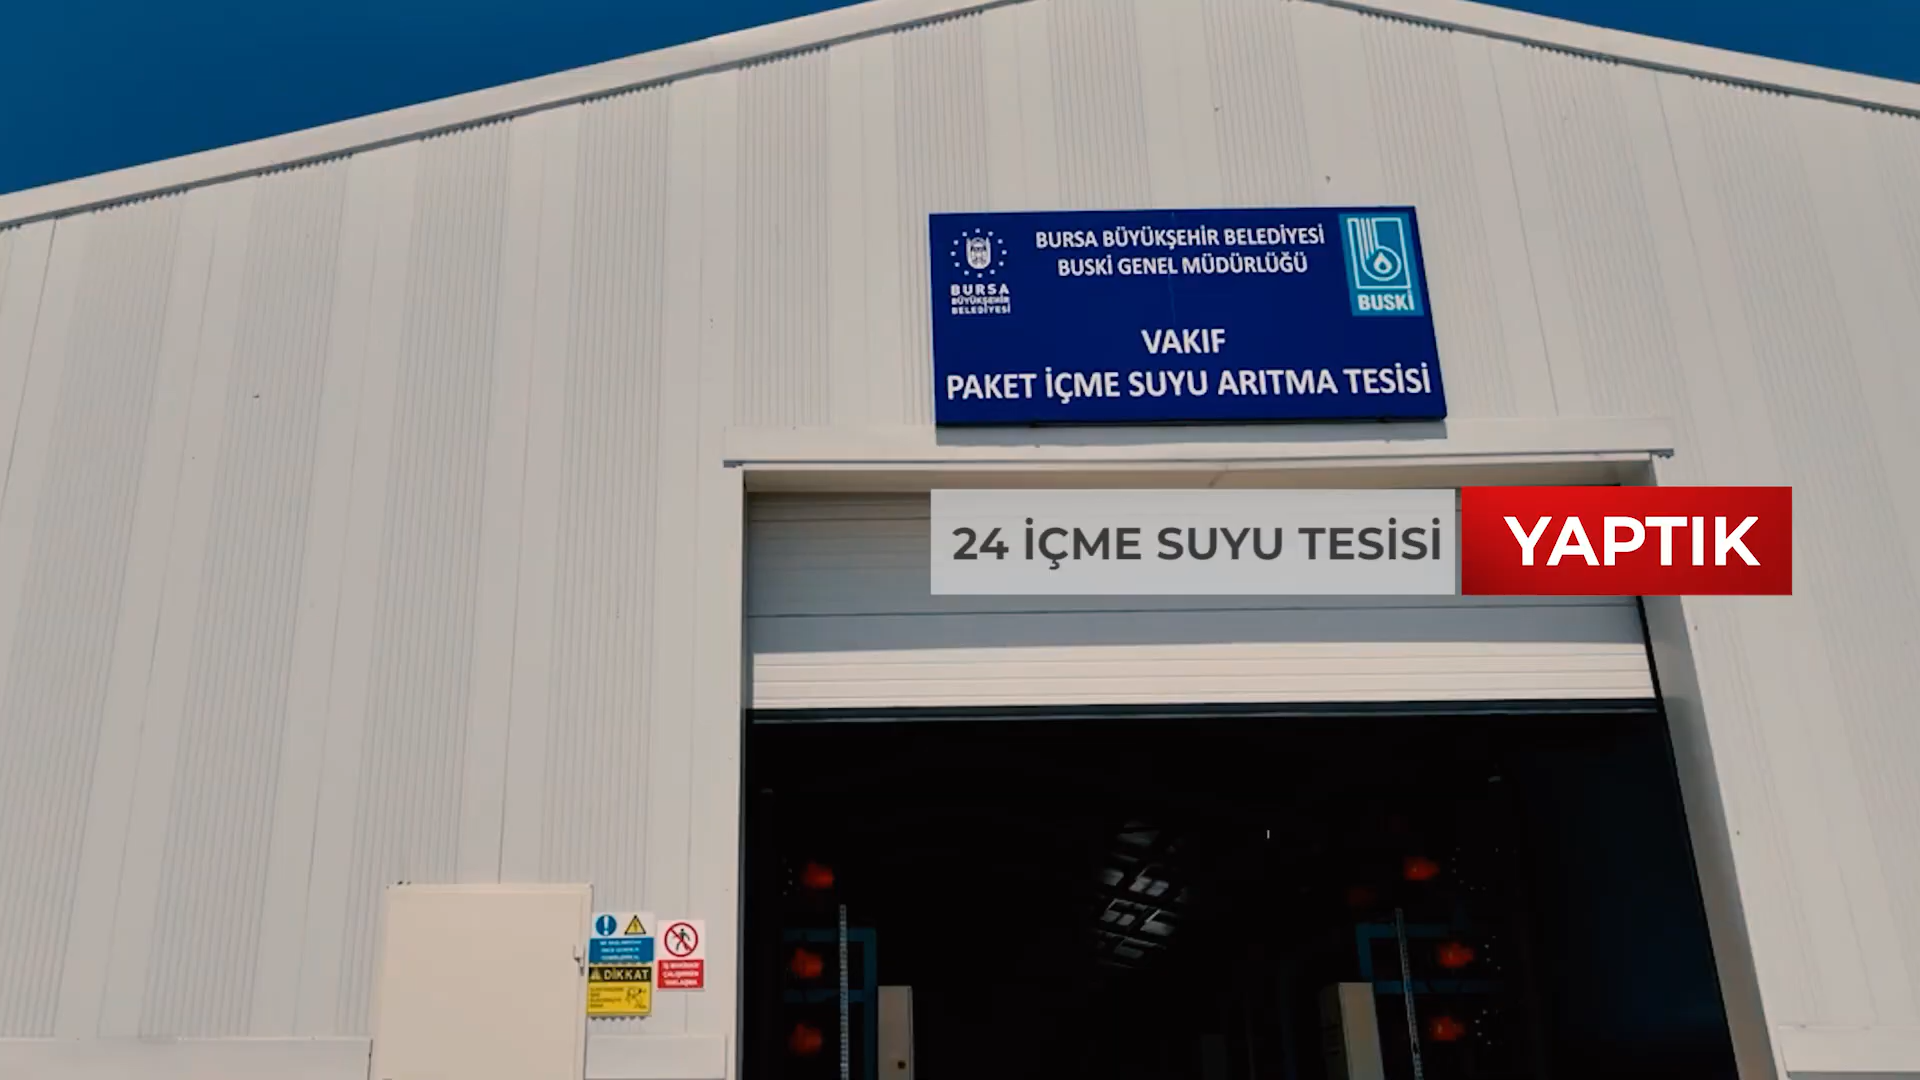 BURSA BÜYÜKŞEHİR BELEDİYESİ
BUSKİ GENEL MÜDÜRLÜĞÜ
BURSA
BÜYÜKŞEHİR
BELEDİYESİ
BUSKİ
VAKIF
PAKET İÇME SUYU ARITMA TESİSİ
24 İÇME SUYU TESİSİ YAPTIK
DİKKAT